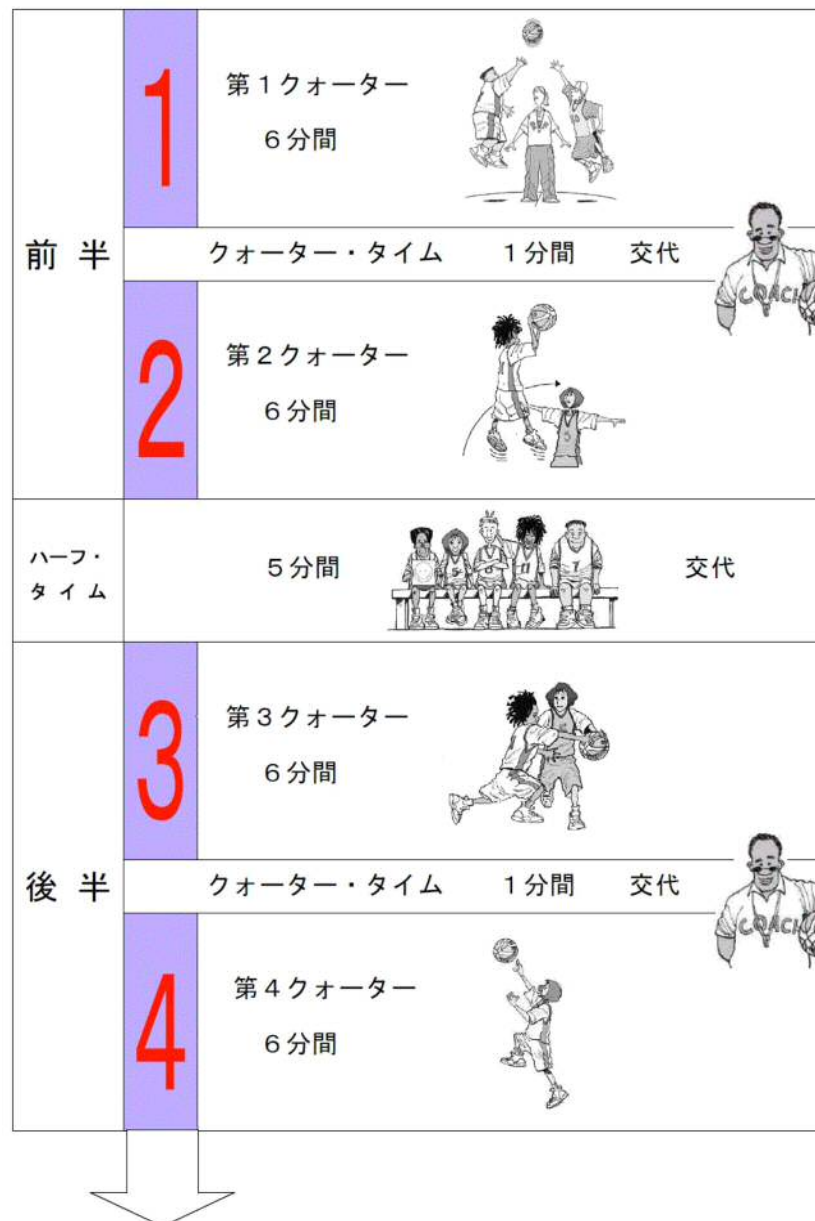 前半
1
第１クォーター
６分間
クォーター・タイム　１分間　交代
COACH
2
第２クォーター
６分間
ハーフ・
タイム
５分間
交代
後半
3
第３クォーター
６分間
クォーター・タイム　１分間　交代
COACH
4
第４クォーター
６分間